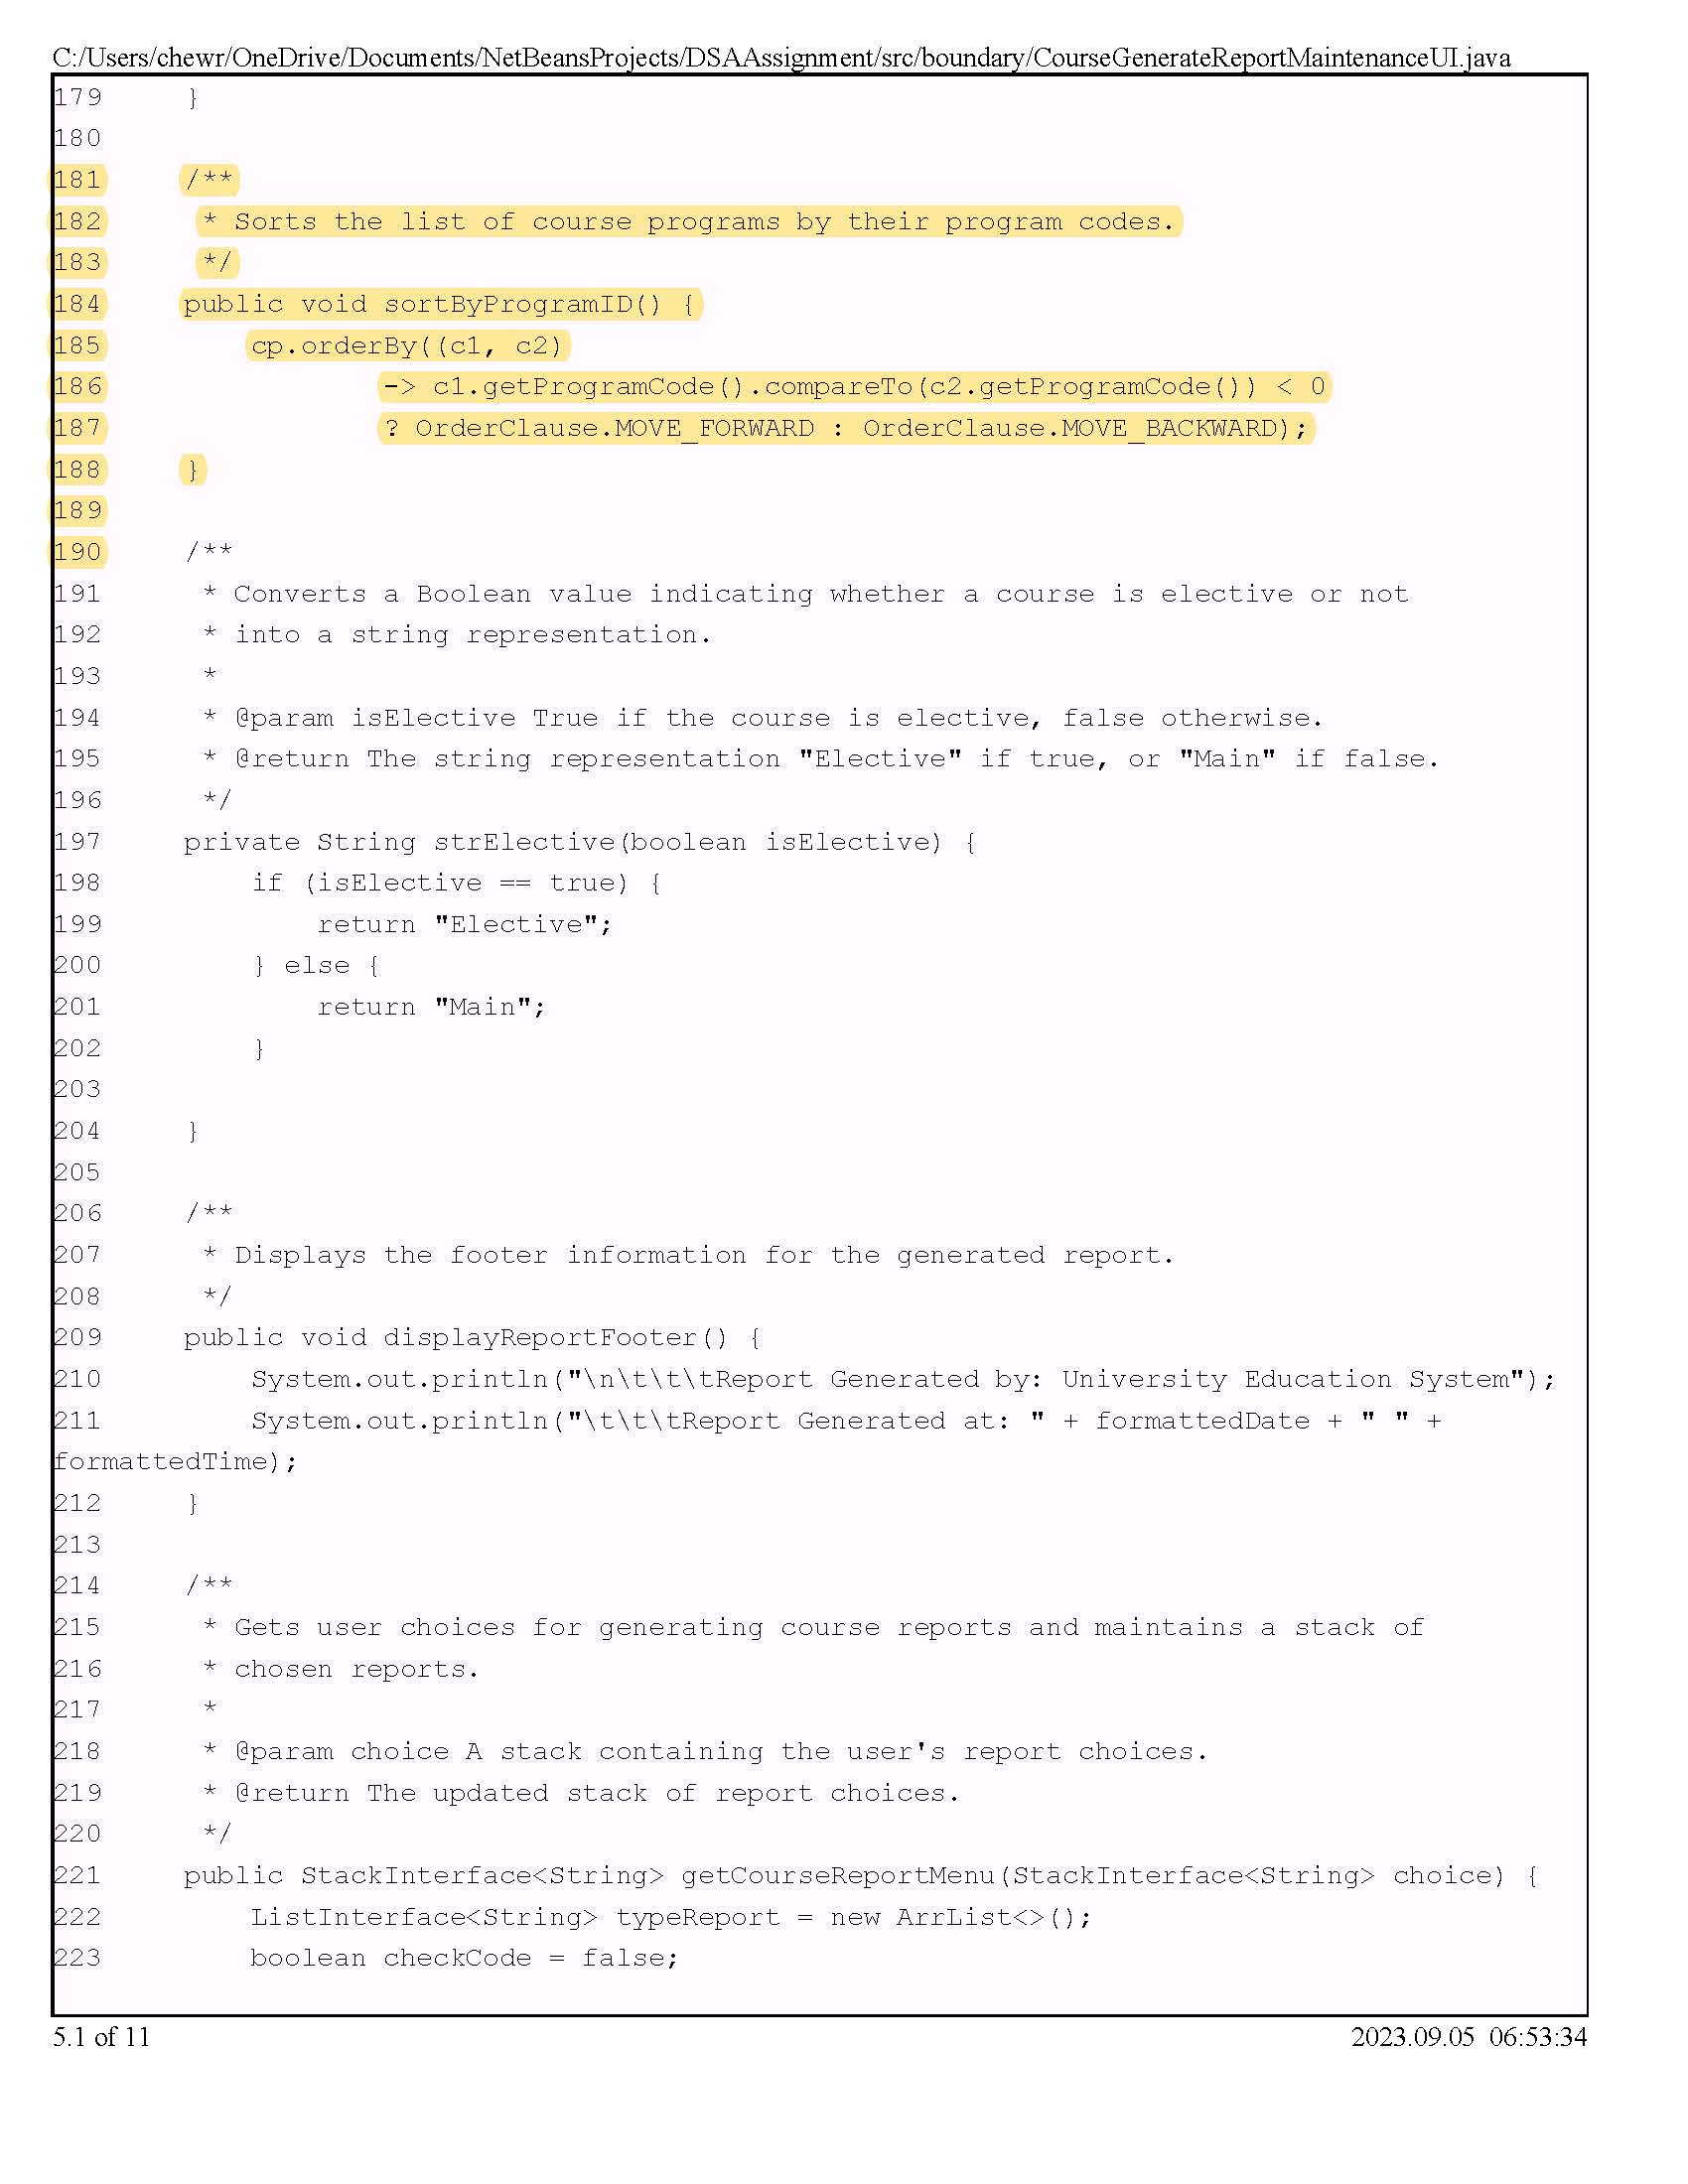 C:/Users/chewr/OneDrive/Documents/NetBeansProjects/DSAAssignment/src/boundary/CourseGenerateReportMaintenanceUI.java
179     }
180
181     /**
182      * Sorts the list of course programs by their program codes.
183      */
184     public void sortByProgramID() {
185         cp.orderBy((c1, c2)
186                 -> c1.getProgramCode().compareTo(c2.getProgramCode()) < 0
187                 ? OrderClause.MOVE_FORWARD : OrderClause.MOVE_BACKWARD);
188     }
189
190     /**
191      * Converts a Boolean value indicating whether a course is elective or not
192      * into a string representation.
193      *
194      * @param isElective True if the course is elective, false otherwise.
195      * @return The string representation "Elective" if true, or "Main" if false.
196      */
197     private String strElective(boolean isElective) {
198         if (isElective == true) {
199             return "Elective";
200         } else {
201             return "Main";
202         }
203
204     }
205
206     /**
207      * Displays the footer information for the generated report.
208      */
209     public void displayReportFooter() {
210         System.out.println("\n\t\t\tReport Generated by: University Education System");
211         System.out.println("\t\t\tReport Generated at: " + formattedDate + " " +
formattedTime);
212     }
213
214     /**
215      * Gets user choices for generating course reports and maintains a stack of
216      * chosen reports.
217      *
218      * @param choice A stack containing the user's report choices.
219      * @return The updated stack of report choices.
220      */
221     public StackInterface<String> getCourseReportMenu(StackInterface<String> choice) {
222         ListInterface<String> typeReport = new ArrList<>();
223         boolean checkCode = false;
5.1 of 11 2023.09.05 06:53:34